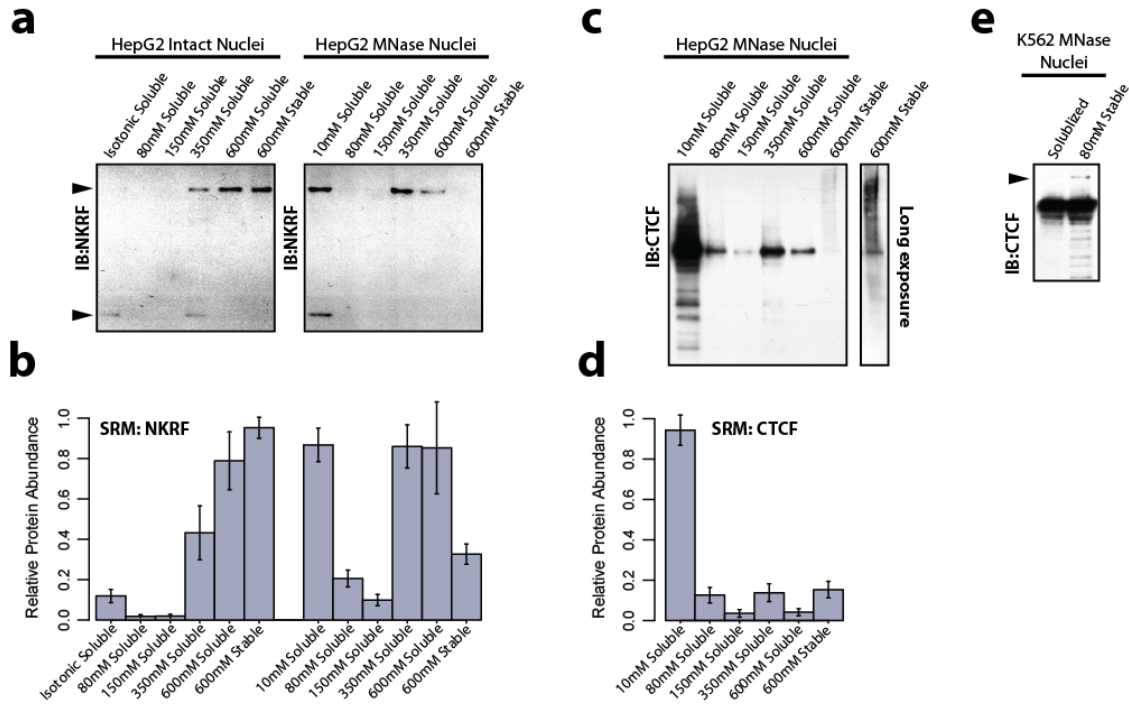 a
HepG2 Intact Nuclei
HepG2 MNase Nuclei
Isotonic Soluble
80mM Soluble
150mM Soluble
350mM Soluble
600mM Soluble
600mM Stable
10mM Soluble
80mM Soluble
150mM Soluble
350mM Soluble
600mM Soluble
600mM Stable
IB:NKRF
IB:NKRF
c
HepG2 MNase Nuclei
10mM Soluble
80mM Soluble
150mM Soluble
350mM Soluble
600mM Soluble
600mM Stable
600mM Stable
IB:CTCF
Long exposure
e
K562 MNase
Nuclei
Solublized
80mM Stable
IB:CTCF
b
SRM: NKRF
Relative Protein Abundance
1.0
0.8
0.6
0.4
0.2
0.0
Isotonic Soluble
80mM Soluble
150mM Soluble
350mM Soluble
600mM Soluble
600mM Stable
10mM Soluble
80mM Soluble
150mM Soluble
350mM Soluble
600mM Soluble
600mM Stable
d
SRM: CTCF
Relative Protein Abundance
1.0
0.8
0.6
0.4
0.2
0.0
10mM Soluble
80mM Soluble
150mM Soluble
350mM Soluble
600mM Soluble
600mM Stable